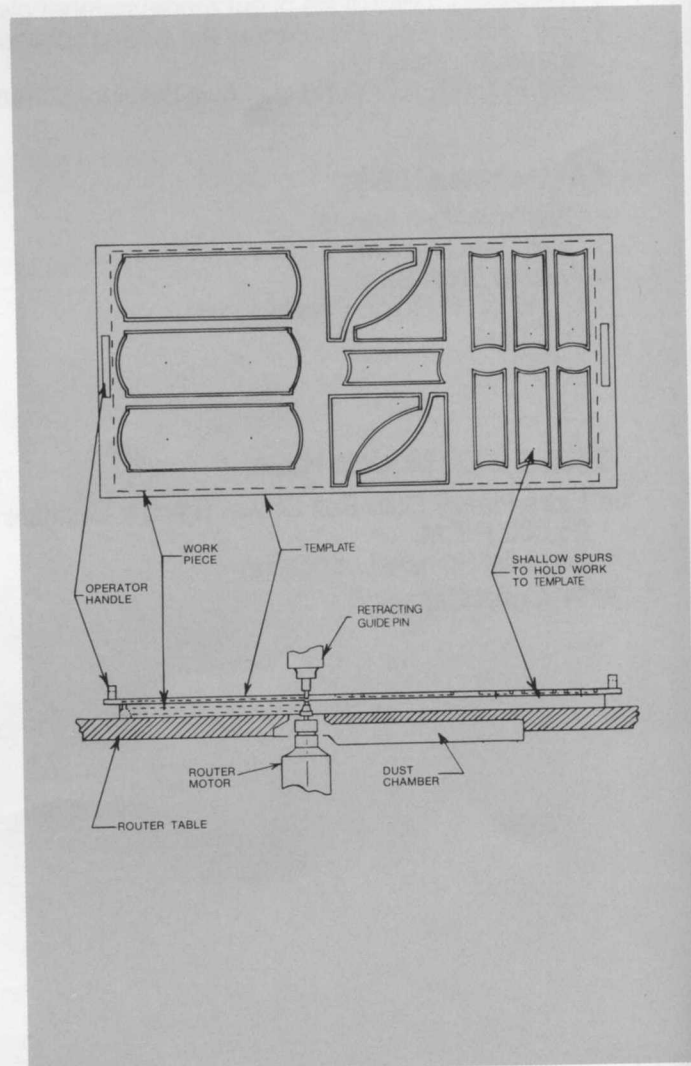 WORK
PIECE
TEMPLATE
SHALLOW SPURS
TO HOLD WORK
TO TEMPLATE
OPERATOR
HANDLE
RETRACTING
GUIDE PIN
ROUTER
MOTOR
DUST
CHAMBER
ROUTER TABLE